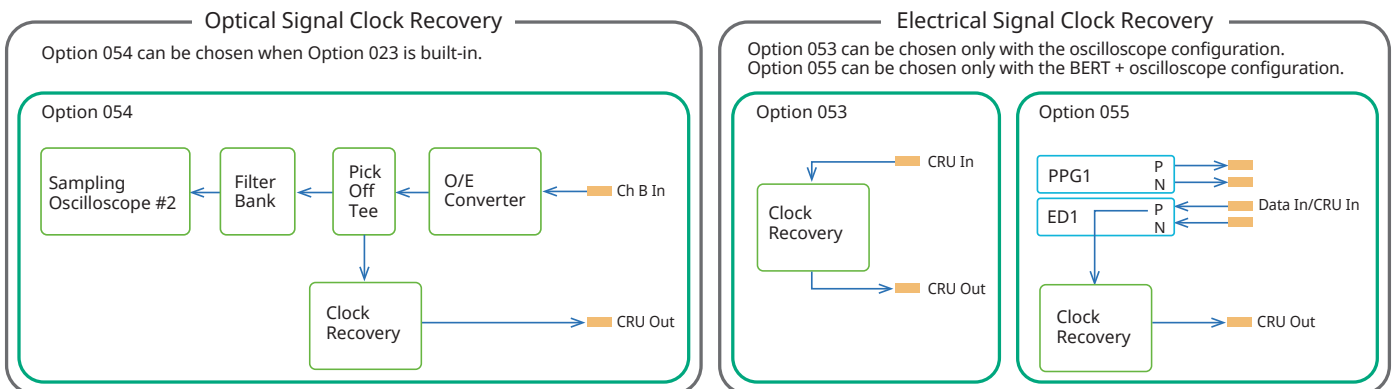 Optical Signal Clock Recovery
Option 054 can be chosen when Option 023 is built-in.
Option 054
Sampling
Oscilloscope #2
Filter
Bank
Pick
Off
Tee
O/E
Converter
Ch B In
Clock
Recovery
CRU Out
Electrical Signal Clock Recovery
Option 053 can be chosen only with the oscilloscope configuration.
Option 055 can be chosen only with the BERT + oscilloscope configuration.
Option 053
CRU In
Clock
Recovery
CRU Out
Option 055
PPG1
P
N
ED1
P
N
Data In/CRU In
Clock
Recovery
CRU Out